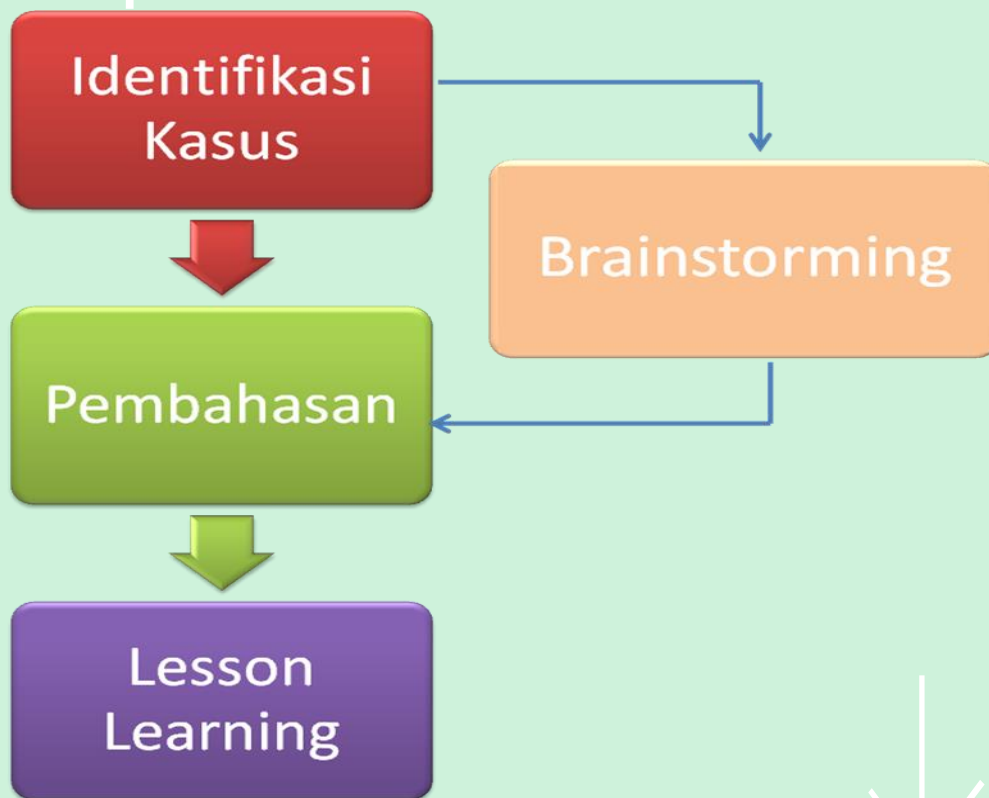 Identifikasi
Kasus
Brainstorming
Pembahasan
Lesson
Learning